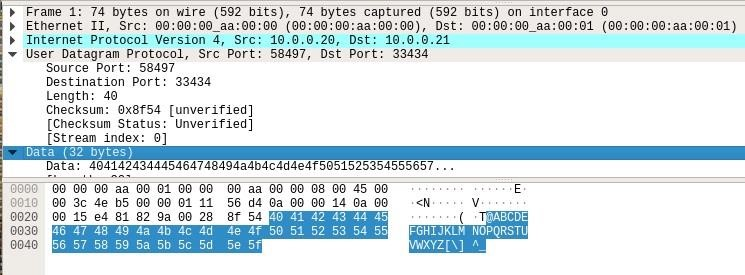 Frame 1: 74 bytes on wire (592 bits), 74 bytes captured (592 bits) on interface 0
Ethernet II, Src: 00:00:00_aa:00:00 (00:00:00:aa:00:00), Dst: 00:00:00_aa:00:01 (00:00:00:aa:00:01)
Internet Protocol Version 4, Src: 10.0.0.20, Dst: 10.0.0.21
User Datagram Protocol, Src Port: 58497, Dst Port: 33434
Source Port: 58497
Destination Port: 33434
Length: 40
Checksum: 0x8f54 [unverified]
[Checksum Status: Unverified]
[Stream index: 0]
Data (32 bytes)
Data: 404142434445464748494a4b4c4d4e4f5051525354555657...
0000 00 00 00 aa 00 01 00 00 00 aa 00 00 08 00 45 00 ........ ......E.
0010 00 3c 4e b5 00 00 01 11 56 d4 0a 00 00 14 0a 00 .<N..... V.......
0020 00 15 e4 81 82 9a 00 28 8f 54 40 41 42 43 44 45 .......( .T@ABCDE
0030 46 47 48 49 4a 4b 4c 4d 4e 4f 50 51 52 53 54 55 FGHIJKLM NOPQRSTU
0040 56 57 58 59 5a 5b 5c 5d 5e 5f VWXYZ[\] ^_